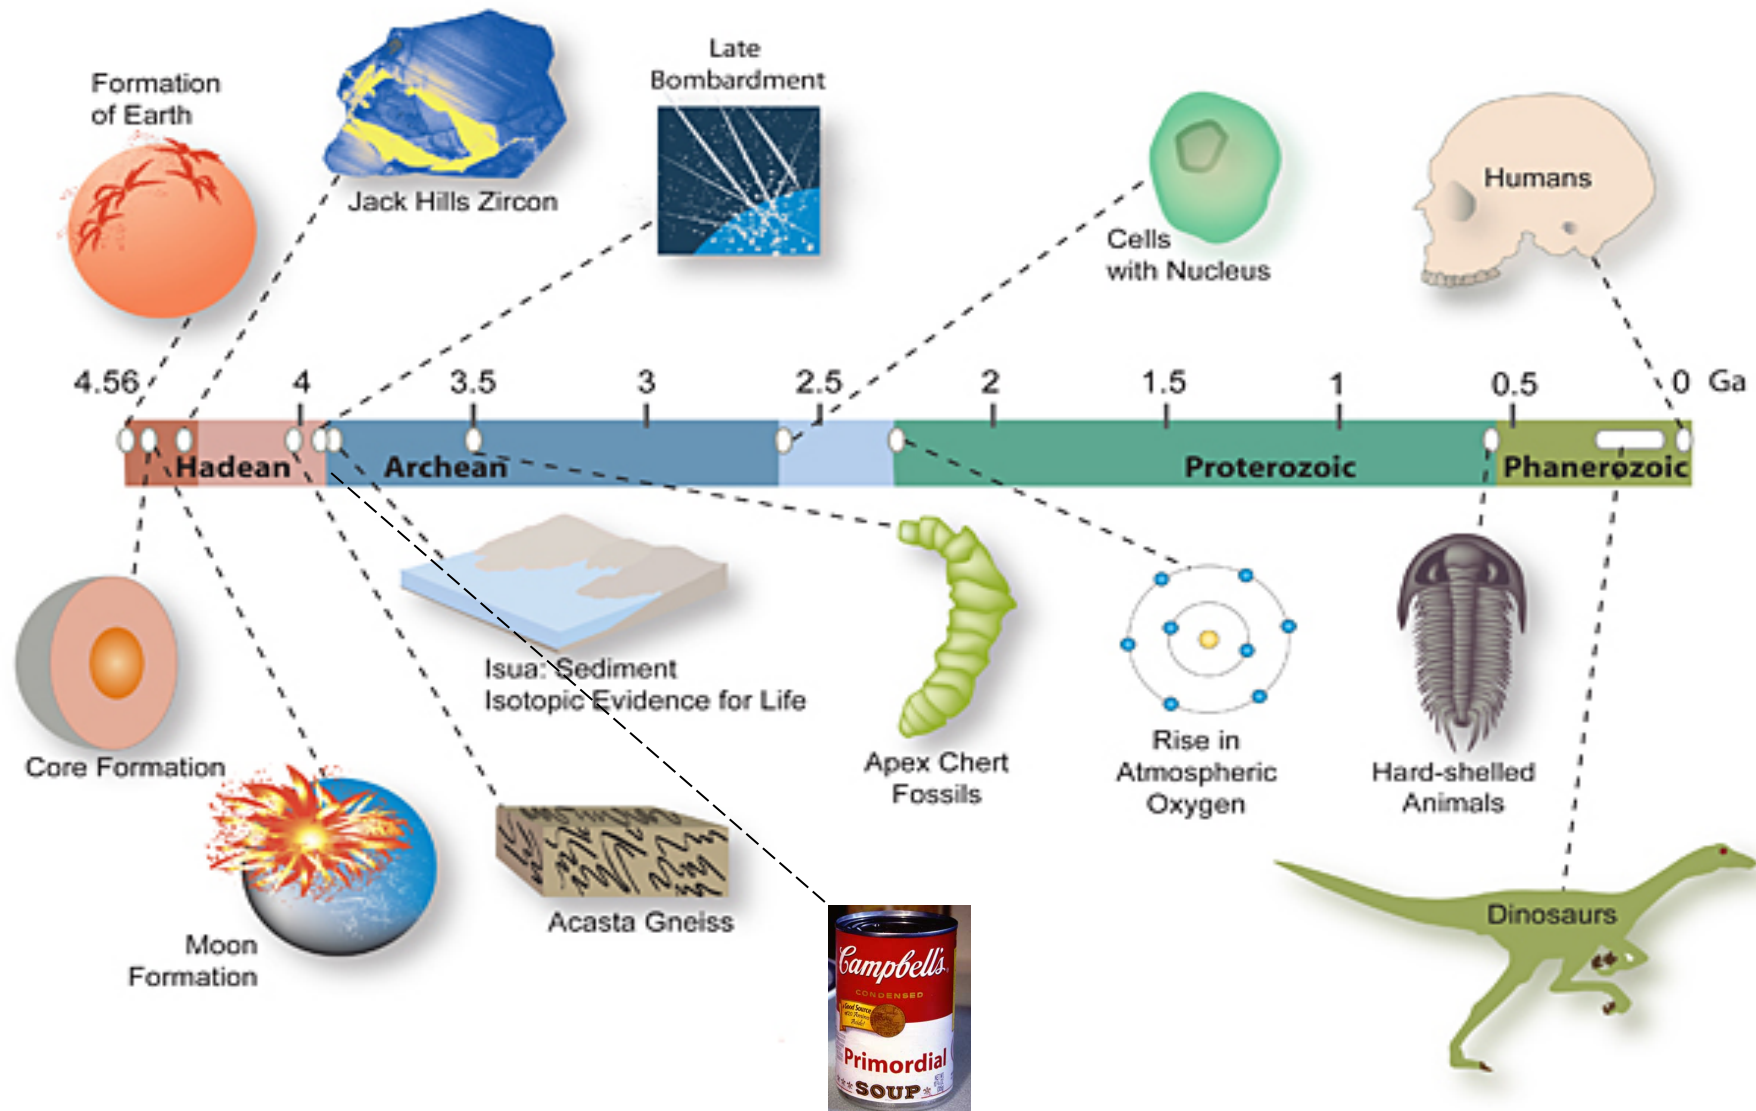 Formation
of Earth
Jack Hills Zircon
Late
Bombardment
Cells
with Nucleus
Humans
4.56
4
3.5
3
2.5
2
1.5
1
0.5
0 Ga
Hadean
Archean
Proterozoic
Phanerozoic
Core Formation
Moon
Formation
Isua: Sediment
Isotopic Evidence for Life
Acasta Gneiss
Apex Chert
Fossils
Rise in
Atmospheric
Oxygen
Hard-shelled
Animals
Dinosaurs
Campbell's
CONDENSED
Good Source
Primordial
SOUP